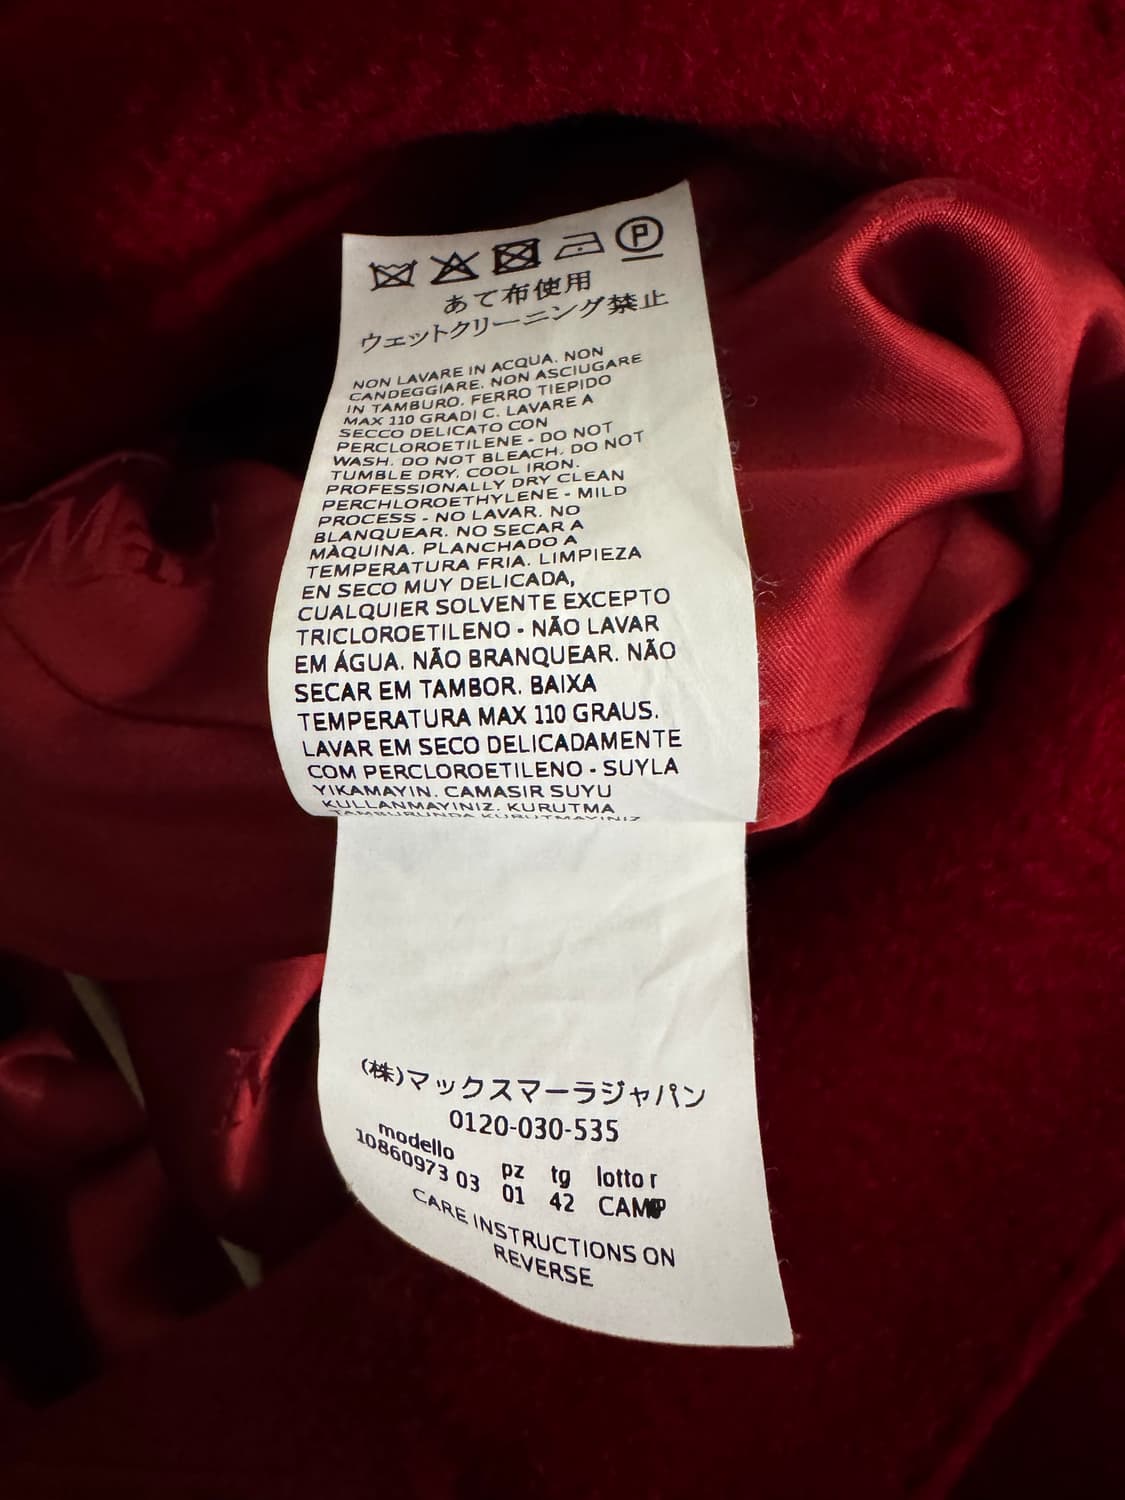 P
あて布使用
ウェットクリーニング禁止
NON LAVARE IN ACQUA. NON
CANDEGGIARE. NON ASCIUGARE
IN TAMBURO. FERRO TIEPIDO
MAX 110 GRADI C. LAVARE A
SECCO DELICATO CON
PERCLOROETILENE - DO NOT
WASH. DO NOT BLEACH. DO NOT
TUMBLE DRY. COOL IRON.
PROFESSIONALLY DRY CLEAN
PERCHLOROETHYLENE - MILD
PROCESS - NO LAVAR. NO
BLANQUEAR. NO SECAR A
MÀQUINA. PLANCHADO A
TEMPERATURA FRIA. LIMPIEZA
EN SECO MUY DELICADA,
CUALQUIER SOLVENTE EXCEPTO
TRICLOROETILENO - NÃO LAVAR
EM ÁGUA. NÃO BRANQUEAR. NÃO
SECAR EM TAMBOR. BAIXA
TEMPERATURA MAX 110 GRAUS.
LAVAR EM SECO DELICADAMENTE
COM PERCLOROETILENO - SUYLA
YIKAMAYIN. CAMASIR SUYU
KULLANMAYINIZ. KURUTMA
TAMBURUNDA KURUTMAYINIZ
(株)マックスマーラジャパン
0120-030-535
modello pz tg lotto r
10860973 03 01 42
CARE INSTRUCTIONS ON
REVERSE